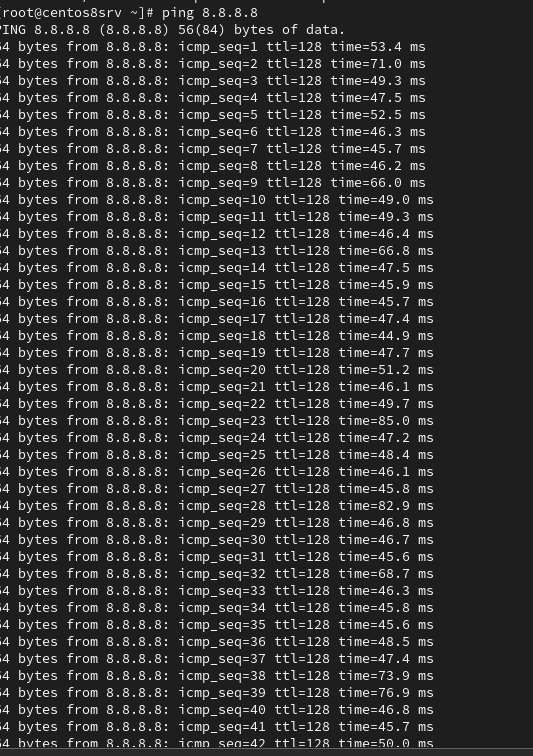 [root@centos8srv ~]# ping 8.8.8.8
PING 8.8.8.8 (8.8.8.8) 56(84) bytes of data.
64 bytes from 8.8.8.8: icmp_seq=1 ttl=128 time=53.4 ms
64 bytes from 8.8.8.8: icmp_seq=2 ttl=128 time=71.0 ms
64 bytes from 8.8.8.8: icmp_seq=3 ttl=128 time=49.3 ms
64 bytes from 8.8.8.8: icmp_seq=4 ttl=128 time=47.5 ms
64 bytes from 8.8.8.8: icmp_seq=5 ttl=128 time=52.5 ms
64 bytes from 8.8.8.8: icmp_seq=6 ttl=128 time=46.3 ms
64 bytes from 8.8.8.8: icmp_seq=7 ttl=128 time=45.7 ms
64 bytes from 8.8.8.8: icmp_seq=8 ttl=128 time=46.2 ms
64 bytes from 8.8.8.8: icmp_seq=9 ttl=128 time=66.0 ms
64 bytes from 8.8.8.8: icmp_seq=10 ttl=128 time=49.0 ms
64 bytes from 8.8.8.8: icmp_seq=11 ttl=128 time=49.3 ms
64 bytes from 8.8.8.8: icmp_seq=12 ttl=128 time=46.4 ms
64 bytes from 8.8.8.8: icmp_seq=13 ttl=128 time=66.8 ms
64 bytes from 8.8.8.8: icmp_seq=14 ttl=128 time=47.5 ms
64 bytes from 8.8.8.8: icmp_seq=15 ttl=128 time=45.9 ms
64 bytes from 8.8.8.8: icmp_seq=16 ttl=128 time=45.7 ms
64 bytes from 8.8.8.8: icmp_seq=17 ttl=128 time=47.4 ms
64 bytes from 8.8.8.8: icmp_seq=18 ttl=128 time=44.9 ms
64 bytes from 8.8.8.8: icmp_seq=19 ttl=128 time=47.7 ms
64 bytes from 8.8.8.8: icmp_seq=20 ttl=128 time=51.2 ms
64 bytes from 8.8.8.8: icmp_seq=21 ttl=128 time=46.1 ms
64 bytes from 8.8.8.8: icmp_seq=22 ttl=128 time=49.7 ms
64 bytes from 8.8.8.8: icmp_seq=23 ttl=128 time=85.0 ms
64 bytes from 8.8.8.8: icmp_seq=24 ttl=128 time=47.2 ms
64 bytes from 8.8.8.8: icmp_seq=25 ttl=128 time=48.4 ms
64 bytes from 8.8.8.8: icmp_seq=26 ttl=128 time=46.1 ms
64 bytes from 8.8.8.8: icmp_seq=27 ttl=128 time=45.8 ms
64 bytes from 8.8.8.8: icmp_seq=28 ttl=128 time=82.9 ms
64 bytes from 8.8.8.8: icmp_seq=29 ttl=128 time=46.8 ms
64 bytes from 8.8.8.8: icmp_seq=30 ttl=128 time=46.7 ms
64 bytes from 8.8.8.8: icmp_seq=31 ttl=128 time=45.6 ms
64 bytes from 8.8.8.8: icmp_seq=32 ttl=128 time=68.7 ms
64 bytes from 8.8.8.8: icmp_seq=33 ttl=128 time=46.3 ms
64 bytes from 8.8.8.8: icmp_seq=34 ttl=128 time=45.8 ms
64 bytes from 8.8.8.8: icmp_seq=35 ttl=128 time=45.6 ms
64 bytes from 8.8.8.8: icmp_seq=36 ttl=128 time=48.5 ms
64 bytes from 8.8.8.8: icmp_seq=37 ttl=128 time=47.4 ms
64 bytes from 8.8.8.8: icmp_seq=38 ttl=128 time=73.9 ms
64 bytes from 8.8.8.8: icmp_seq=39 ttl=128 time=76.9 ms
64 bytes from 8.8.8.8: icmp_seq=40 ttl=128 time=46.8 ms
64 bytes from 8.8.8.8: icmp_seq=41 ttl=128 time=45.7 ms
64 bytes from 8.8.8.8: icmp_seq=42 ttl=128 time=50.0 ms